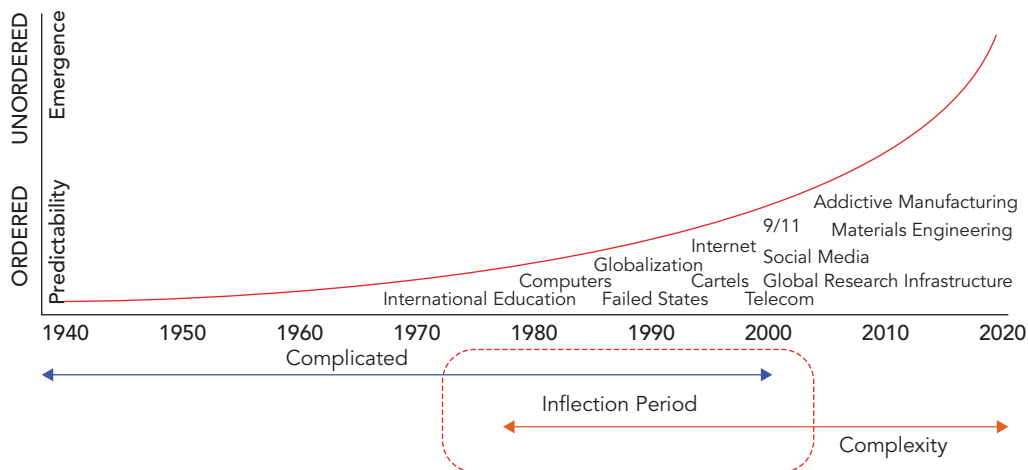 UNORDERED
Emergence
ORDERED
Predictability
Addictive Manufacturing
9/11
Materials Engineering
Internet
Social Media
Globalization
Computers
Cartels
Global Research Infrastructure
International Education
Failed States
Telecom
1940 1950 1960 1970 1980 1990 2000 2010 2020
Complicated
Inflection Period
Complexity